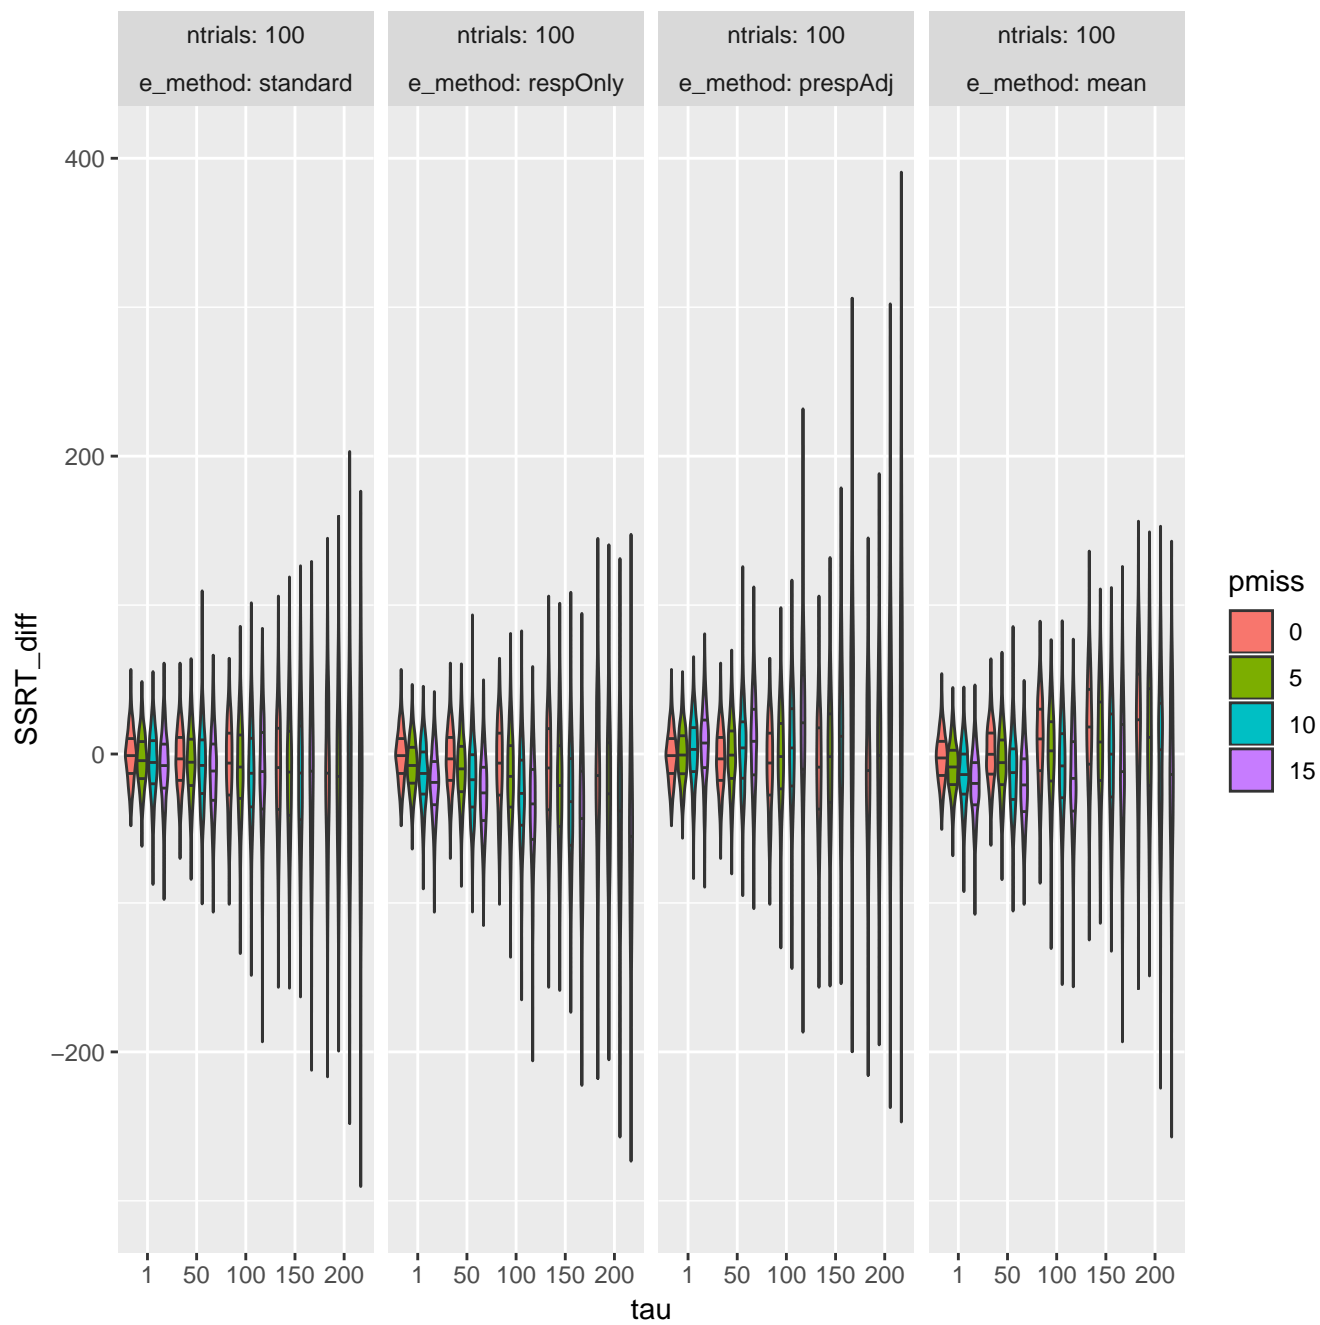 ntrials: 100 ntrials: 100 ntrials: 100 ntrials: 100
e_method: standard e_method: respOnly e_method: prespAdj e_method: mean
400
200
0
−200
SSRT_diff
1 50 100 150 200 1 50 100 150 200 1 50 100 150 200 1 50 100 150 200
tau
pmiss
0
5
10
15